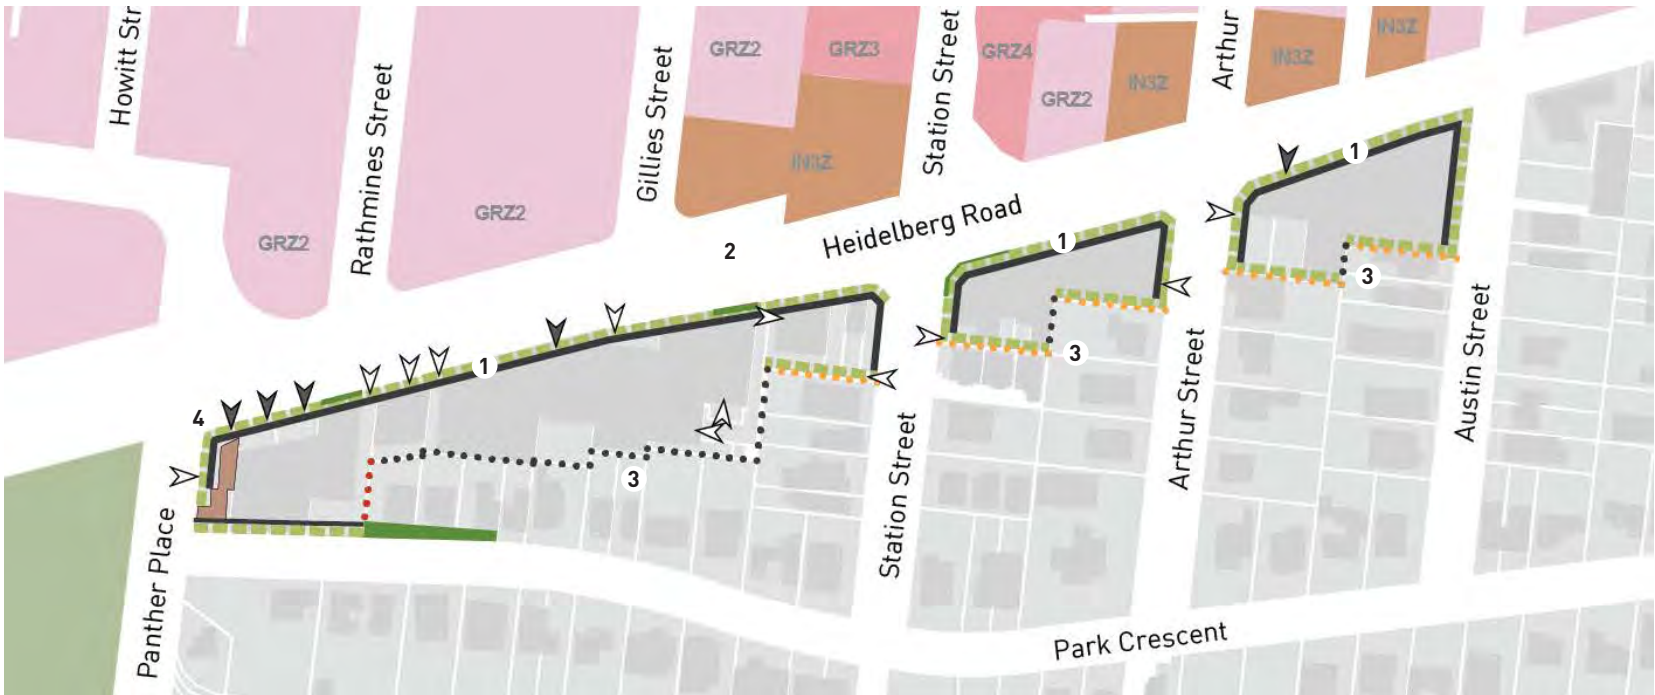 Howitt Str
Rathmines Street
Gillies Street
Station Street
Arthur
GRZ2
GRZ3
GRZ4
GRZ2
IN3Z
IN3Z
IN3Z
IN3Z
GRZ2
GRZ2
Heidelberg Road
1
1
1
2
3
3
3
4
Panther Place
Station Street
Arthur Street
Austin Street
Park Crescent